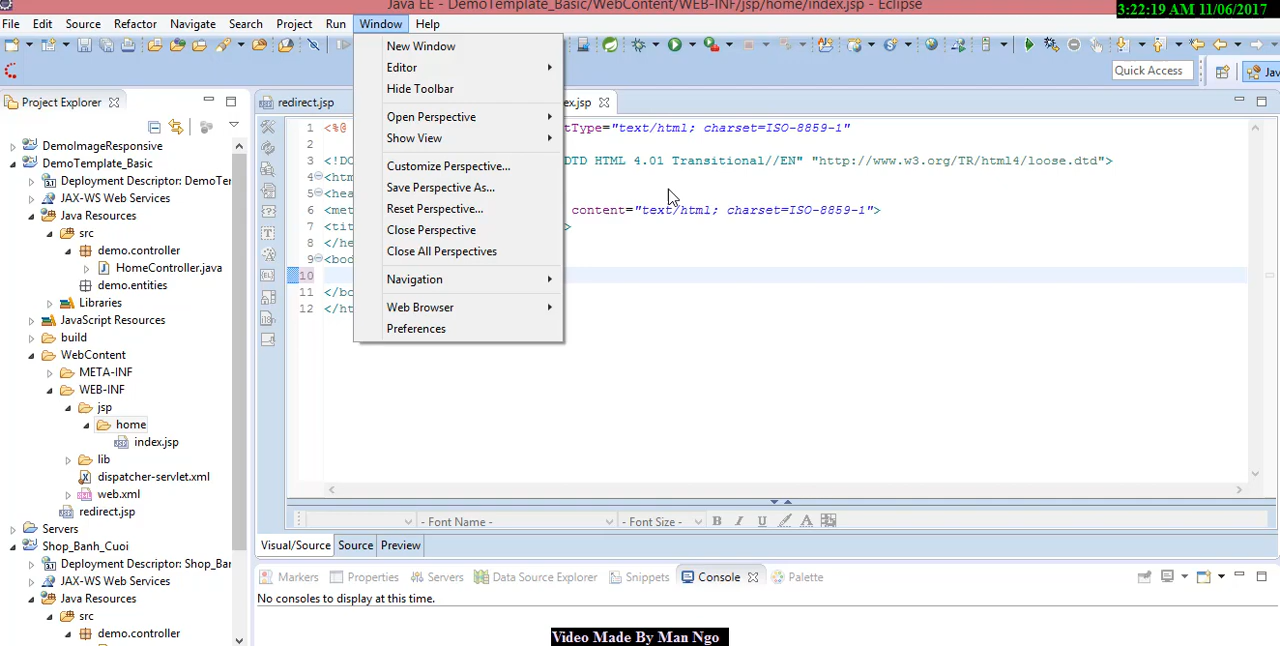 Java EE - DemoTemplate_Basic/WebContent/WEB-INF/jsp/home/index.jsp - Eclipse
3:22:19 AM 11/06/2017
File Edit Source Refactor Navigate Search Project Run Window Help
Quick Access
Jav
New Window
Editor
Hide Toolbar
Open Perspective
Show View
Customize Perspective...
Save Perspective As...
Reset Perspective...
Close Perspective
Close All Perspectives
Navigation
Web Browser
Preferences
Project Explorer
DemoImageResponsive
DemoTemplate_Basic
Deployment Descriptor: DemoTer
JAX-WS Web Services
Java Resources
src
demo.controller
HomeController.java
demo.entities
Libraries
JavaScript Resources
build
WebContent
META-INF
WEB-INF
jsp
home
index.jsp
lib
dispatcher-servlet.xml
web.xml
redirect.jsp
Servers
Shop_Banh_Cuoi
Deployment Descriptor: Shop_Bar
JAX-WS Web Services
Java Resources
src
demo.controller
redirect.jsp
ex.jsp
1 <%@ tType="text/html; charset=ISO-8859-1"
2
3 <!DO DTD HTML 4.01 Transitional//EN" "http://www.w3.org/TR/html4/loose.dtd">
4 <htm
5 <hea
6 <met content="text/html; charset=ISO-8859-1">
7 <tit >
8 </he
9 <bod
10
11 </bo
12 </ht
- Font Name - - Font Size - B I U A
Visual/Source Source Preview
Markers Properties Servers Data Source Explorer Snippets Console Palette
No consoles to display at this time.
Video Made By Man Ngo